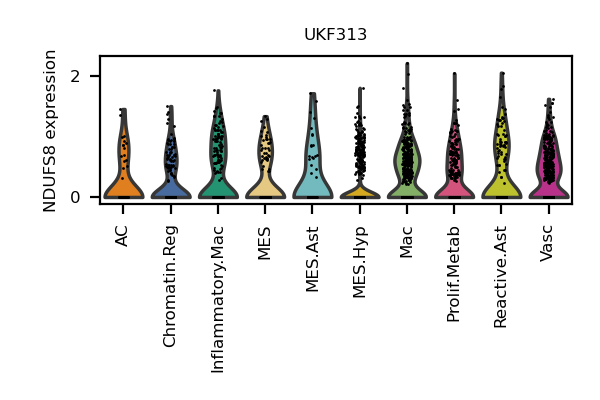 UKF313
NDUFS8 expression
2
0
AC
Chromatin.Reg
Inflammatory.Mac
MES
MES.Ast
MES.Hyp
Mac
Prolif.Metab
Reactive.Ast
Vasc